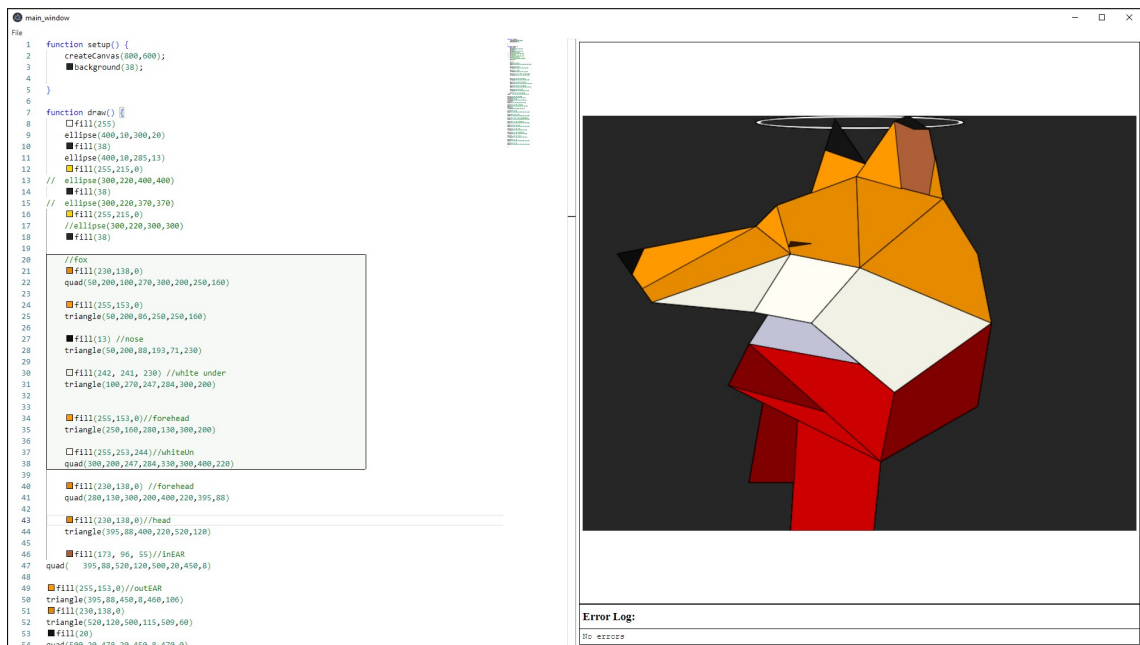 main_window
File
1 function setup() {
2 createCanvas(800,600);
3 background(38);
4
5 }
6
7 function draw() {
8 fill(255)
9 ellipse(400,10,300,20)
10 fill(38)
11 ellipse(400,10,285,13)
12 fill(255,215,0)
13 // ellipse(300,220,400,400)
14 fill(38)
15 // ellipse(300,220,370,370)
16 fill(255,215,0)
17 //ellipse(300,220,300,300)
18 fill(38)
19
20 //fox
21 fill(230,138,0)
22 quad(50,200,100,270,300,200,250,160)
23
24 fill(255,153,0)
25 triangle(50,200,86,250,250,160)
26
27 fill(13) //nose
28 triangle(50,200,88,193,71,230)
29
30 fill(242, 241, 230) //white under
31 triangle(100,270,247,284,300,200)
32
33
34 fill(255,153,0)//forehead
35 triangle(250,160,280,130,300,200)
36
37 fill(255,253,244)//whiteUn
38 quad(300,200,247,284,330,300,400,220)
39
40 fill(230,138,0) //forehead
41 quad(280,130,300,200,400,220,395,88)
42
43 fill(230,138,0)//head
44 triangle(395,88,400,220,520,120)
45
46 fill(173, 96, 55)//inEAR
47 quad( 395,88,520,120,500,20,450,8)
48
49 fill(255,153,0)//outEAR
50 triangle(395,88,450,8,460,106)
51 fill(230,138,0)
52 triangle(520,120,500,115,509,60)
53 fill(20)
54 quad(500,20,478,20,450,8,470,0)
Error Log:
No errors